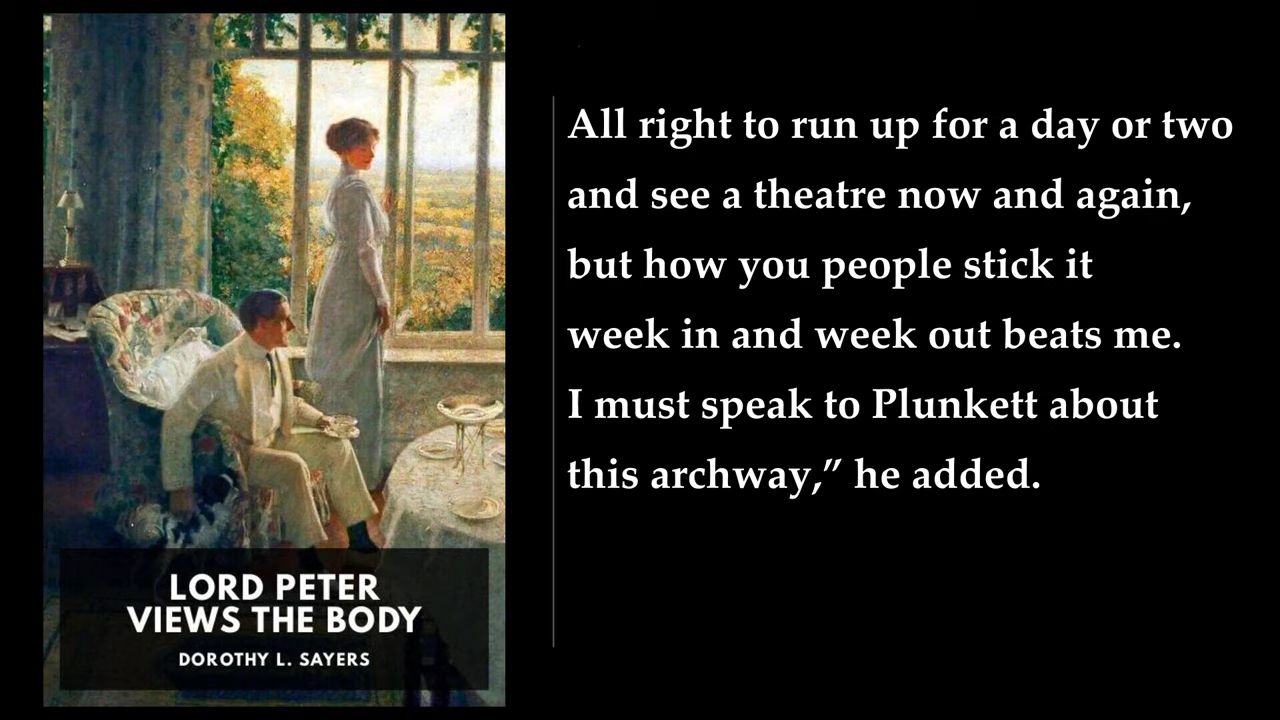 LORD PETER
VIEWS THE BODY
DOROTHY L. SAYERS
All right to run up for a day or two
and see a theatre now and again,
but how you people stick it
week in and week out beats me.
I must speak to Plunkett about
this archway,” he added.